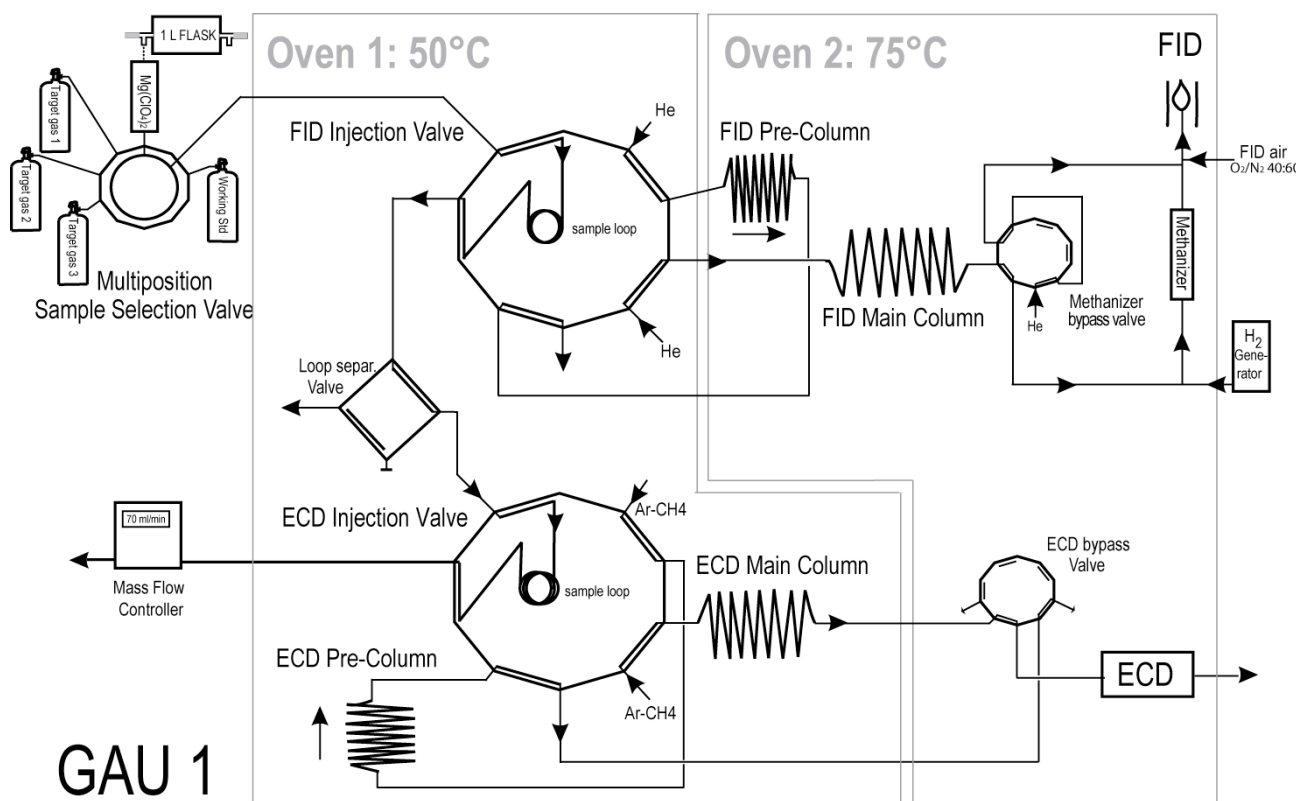 1 L FLASK
Oven 1: 50°C
Oven 2: 75°C
FID
Mg(ClO4)2
Target gas 1
Target gas 2
Target gas 3
Working Std
Multiposition
Sample Selection Valve
FID Injection Valve
He
sample loop
He
FID Pre-Column
FID Main Column
Methanizer
bypass valve
He
FID air
O2/N2 40:60
Methanizer
H2
Gene-
rator
Loop separ.
Valve
70 ml/min
Mass Flow
Controller
ECD Injection Valve
Ar-CH4
sample loop
Ar-CH4
ECD Main Column
ECD Pre-Column
ECD bypass
Valve
ECD
GAU 1